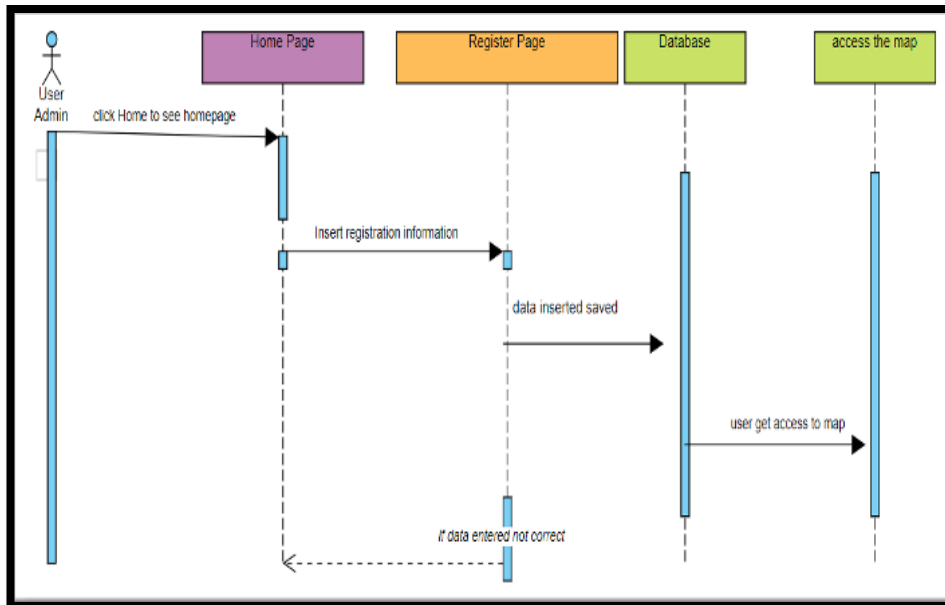 Home Page
Register Page
Database
access the map
User
Admin
click Home to see homepage
Insert registration information
data inserted saved
user get access to map
If data entered not correct